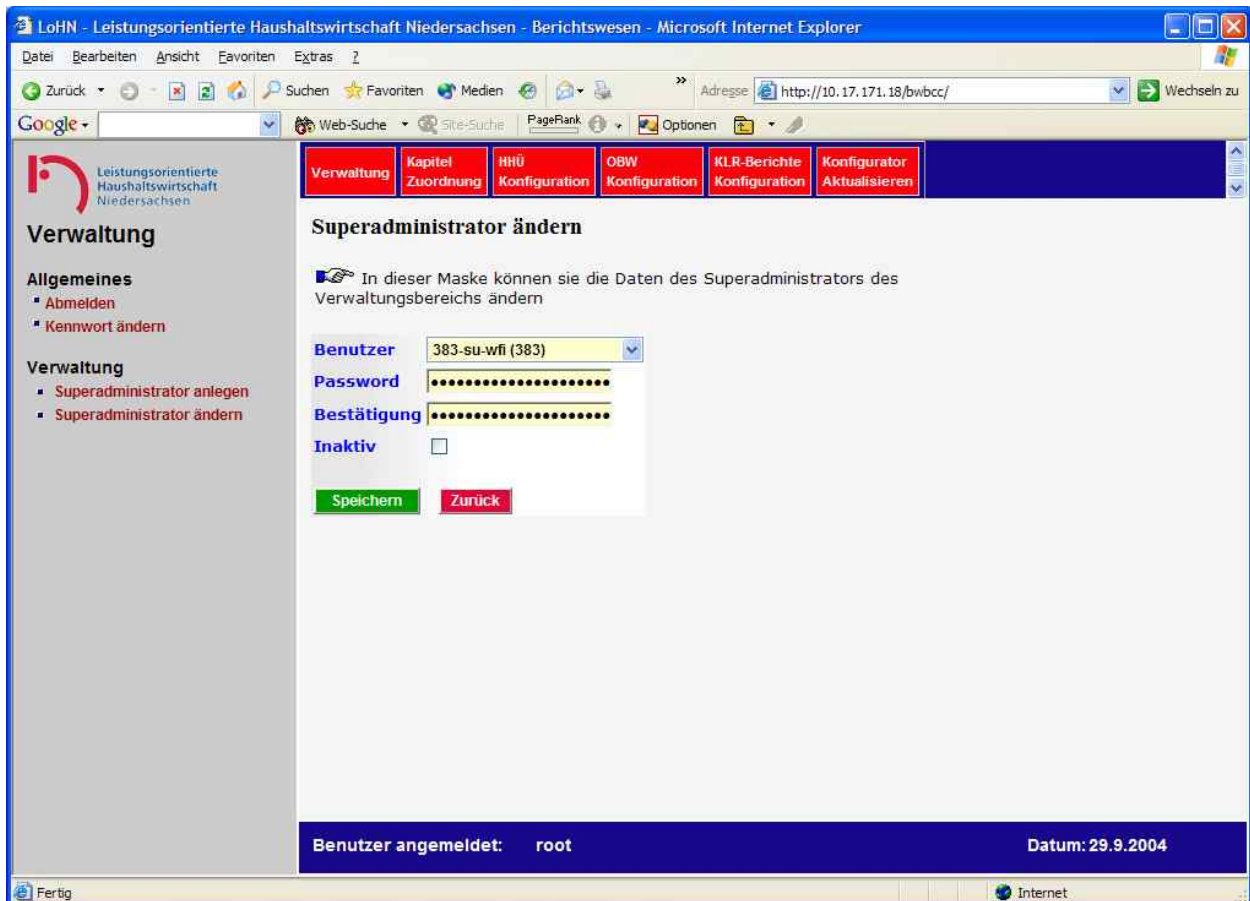 LoHN - Leistungsorientierte Haushaltswirtschaft Niedersachsen - Berichtswesen - Microsoft Internet Explorer
Datei Bearbeiten Ansicht Favoriten Extras ?
Zurück Suchen Favoriten Medien » Adresse http://10.17.171.18/bwbcc/ Wechseln zu
Google Web-Suche Site-Suche PageRank Optionen
Leistungsorientierte
Haushaltswirtschaft
Niedersachsen
Verwaltung
Allgemeines
Abmelden
Kennwort ändern
Verwaltung
Superadministrator anlegen
Superadministrator ändern
Verwaltung
Kapitel
Zuordnung
HHÜ
Konfiguration
OBW
Konfiguration
KLR-Berichte
Konfiguration
Konfigurator
Aktualisieren
Superadministrator ändern
In dieser Maske können sie die Daten des Superadministrators des
Verwaltungsbereichs ändern
Benutzer 383-su-wfi (383)
Password •••••••••••••••••••••
Bestätigung •••••••••••••••••••••
Inaktiv
Speichern Zurück
Benutzer angemeldet: root Datum: 29.9.2004
Fertig Internet